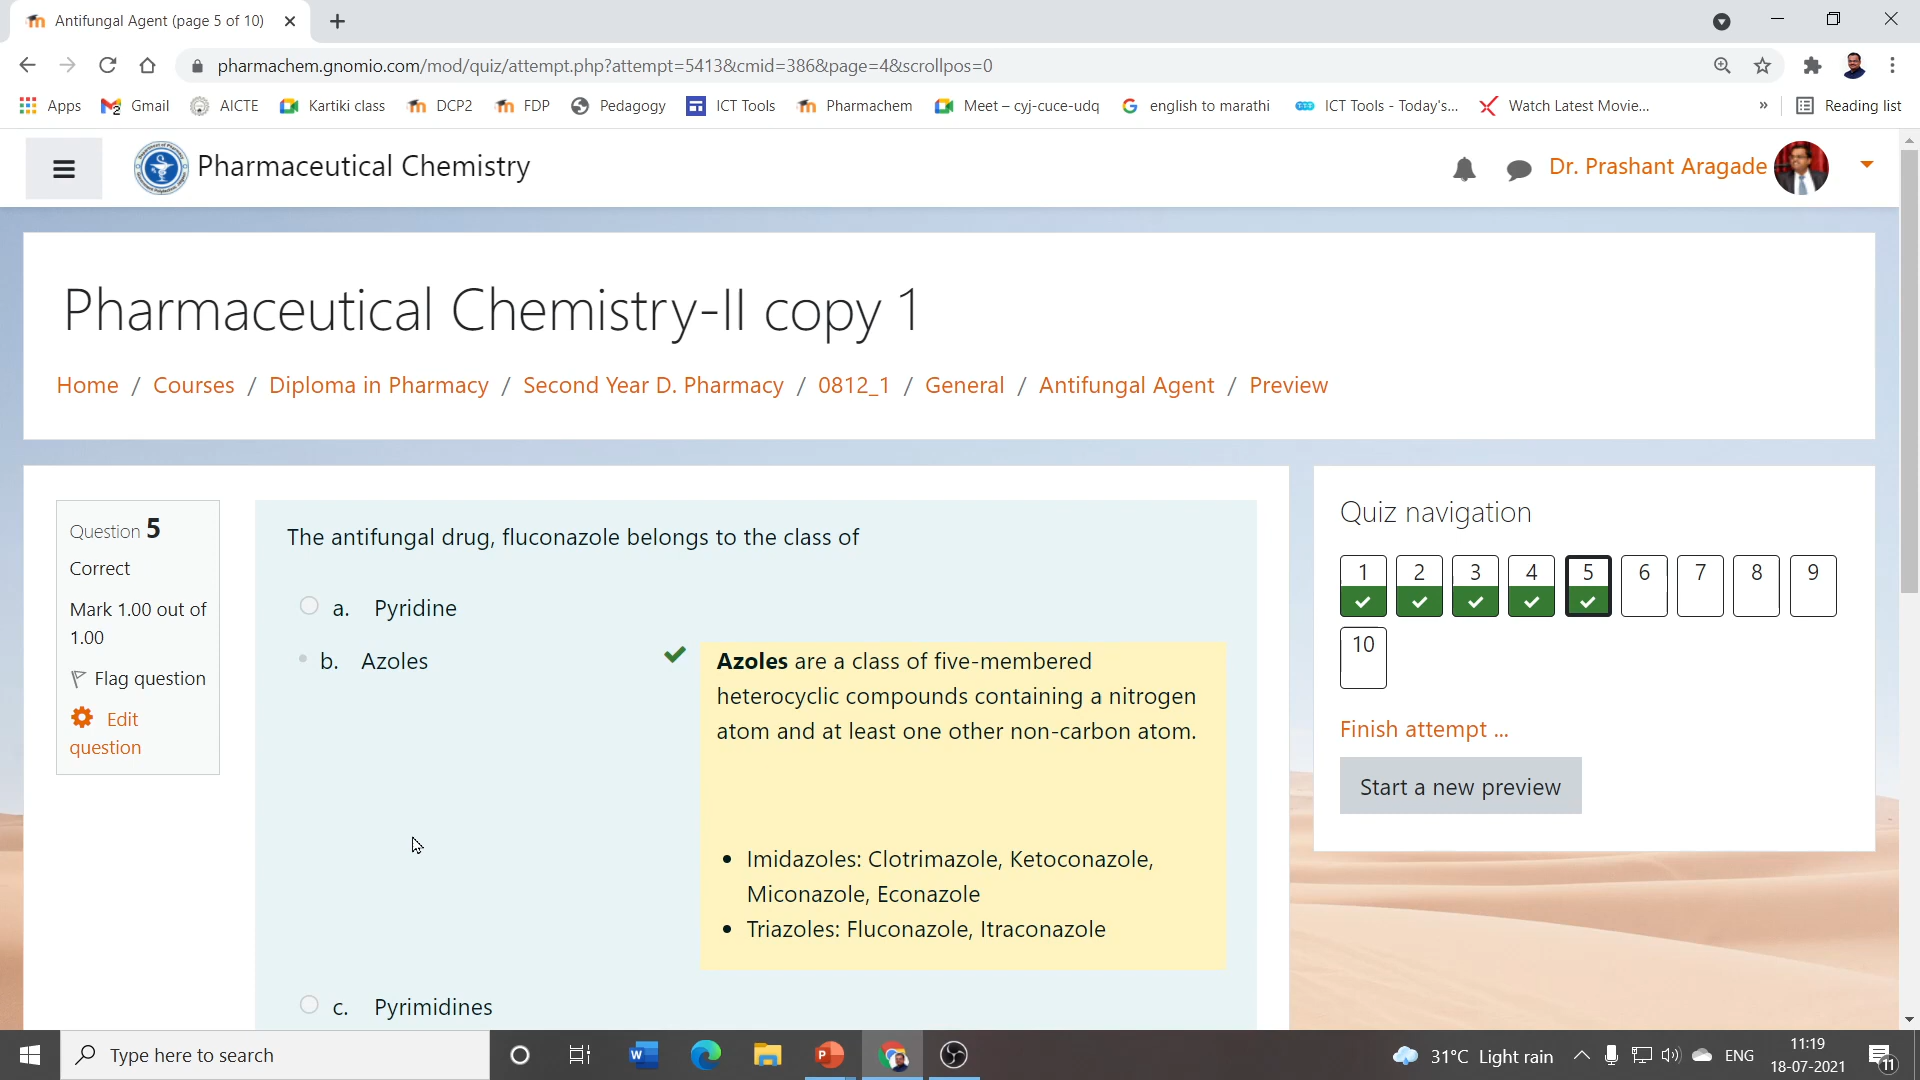 Antifungal Agent (page 5 of 10)
pharmachem.gnomio.com/mod/quiz/attempt.php?attempt=5413&cmid=386&page=4&scrollpos=0
Apps Gmail AICTE Kartiki class DCP2 FDP Pedagogy ICT Tools Pharmachem Meet – cyj-cuce-udq english to marathi ICT Tools - Today's... Watch Latest Movie... » Reading list
Pharmaceutical Chemistry
Dr. Prashant Aragade
Pharmaceutical Chemistry-II copy 1
Home / Courses / Diploma in Pharmacy / Second Year D. Pharmacy / 0812_1 / General / Antifungal Agent / Preview
Question 5
Correct
Mark 1.00 out of
1.00
Flag question
Edit
question
The antifungal drug, fluconazole belongs to the class of
a. Pyridine
b. Azoles
Azoles are a class of five-membered
heterocyclic compounds containing a nitrogen
atom and at least one other non-carbon atom.
• Imidazoles: Clotrimazole, Ketoconazole,
Miconazole, Econazole
• Triazoles: Fluconazole, Itraconazole
c. Pyrimidines
Quiz navigation
1 2 3 4 5 6 7 8 9
10
Finish attempt ...
Start a new preview
Type here to search
31°C Light rain
ENG
11:19
18-07-2021
11